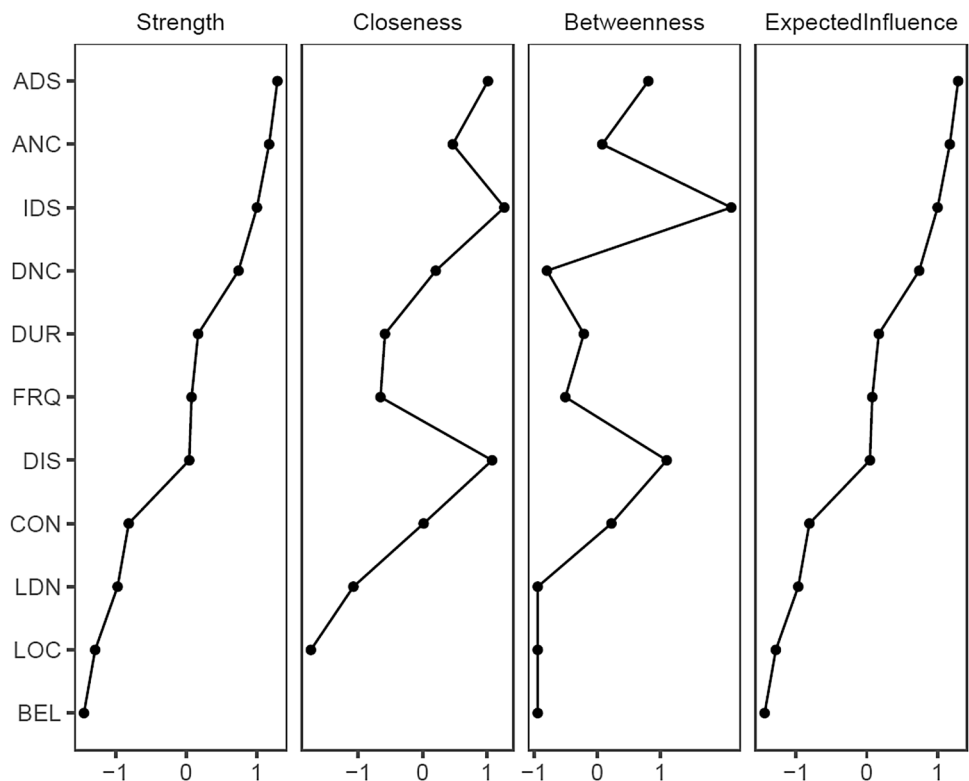 Strength Closeness Betweenness ExpectedInfluence
ADS
ANC
IDS
DNC
DUR
FRQ
DIS
CON
LDN
LOC
BEL
−1 0 1 −1 0 1 −1 0 1 −1 0 1